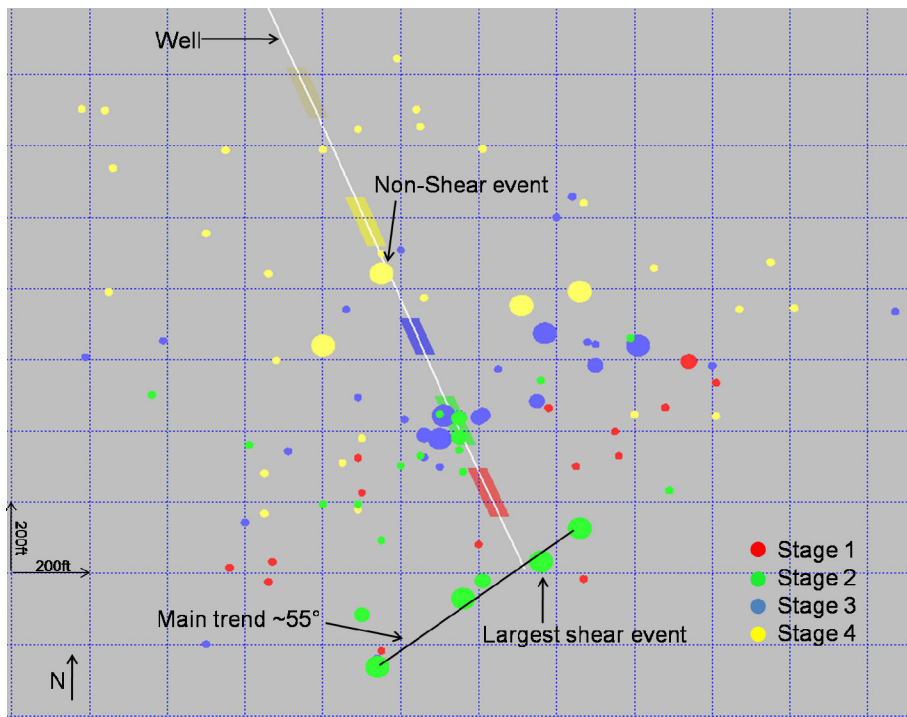 Well
Non-Shear event
200ft
200ft
Stage 1
Stage 2
Stage 3
Stage 4
Main trend ~55°
Largest shear event
N